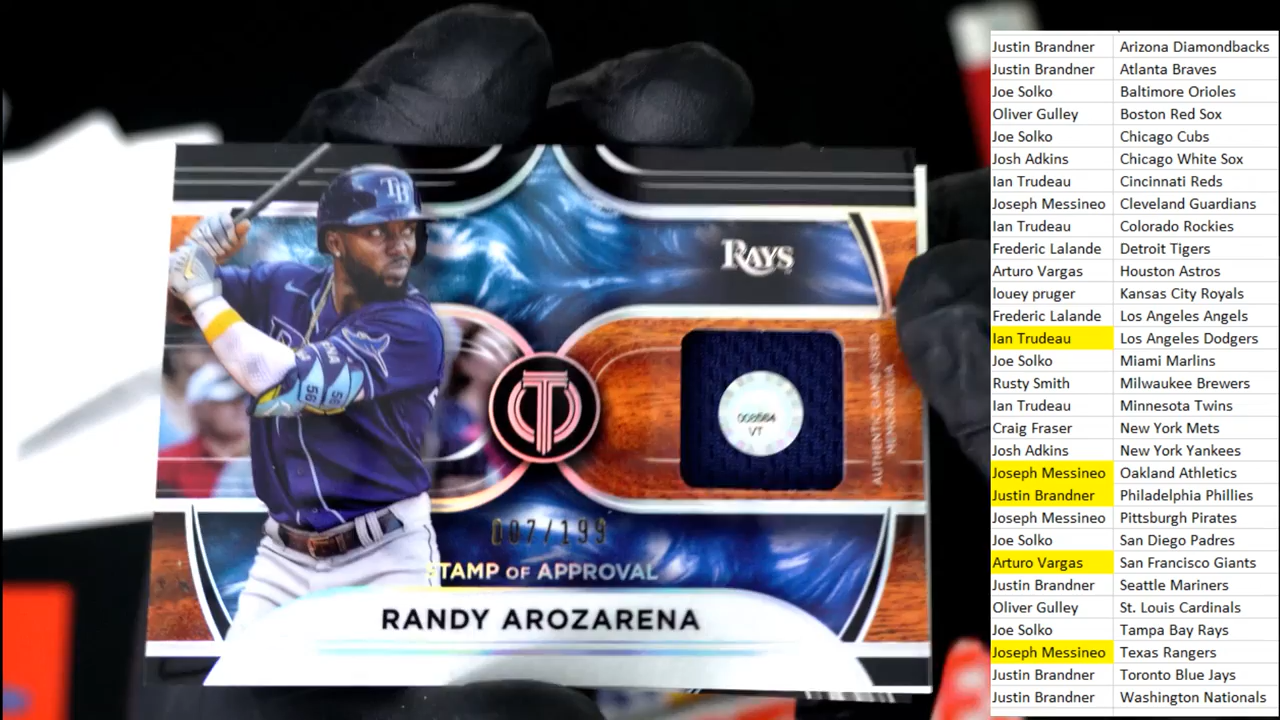 TB
RAYS
AUTHENTIC GAME-USED
MEMORABILIA
008564
VT
56
56
T
007/199
STAMP OF APPROVAL
RANDY AROZARENA
Justin Brandner Arizona Diamondbacks
Justin Brandner Atlanta Braves
Joe Solko Baltimore Orioles
Oliver Gulley Boston Red Sox
Joe Solko Chicago Cubs
Josh Adkins Chicago White Sox
Ian Trudeau Cincinnati Reds
Joseph Messineo Cleveland Guardians
Ian Trudeau Colorado Rockies
Frederic Lalande Detroit Tigers
Arturo Vargas Houston Astros
louey pruger Kansas City Royals
Frederic Lalande Los Angeles Angels
Ian Trudeau Los Angeles Dodgers
Joe Solko Miami Marlins
Rusty Smith Milwaukee Brewers
Ian Trudeau Minnesota Twins
Craig Fraser New York Mets
Josh Adkins New York Yankees
Joseph Messineo Oakland Athletics
Justin Brandner Philadelphia Phillies
Joseph Messineo Pittsburgh Pirates
Joe Solko San Diego Padres
Arturo Vargas San Francisco Giants
Justin Brandner Seattle Mariners
Oliver Gulley St. Louis Cardinals
Joe Solko Tampa Bay Rays
Joseph Messineo Texas Rangers
Justin Brandner Toronto Blue Jays
Justin Brandner Washington Nationals